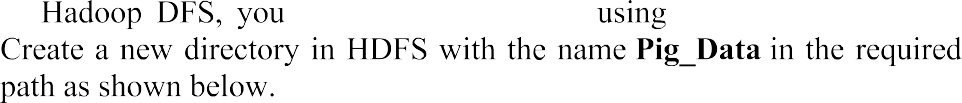 Hadoop DFS, you using
Create a new directory in HDFS with the name Pig_Data in the required
path as shown below.